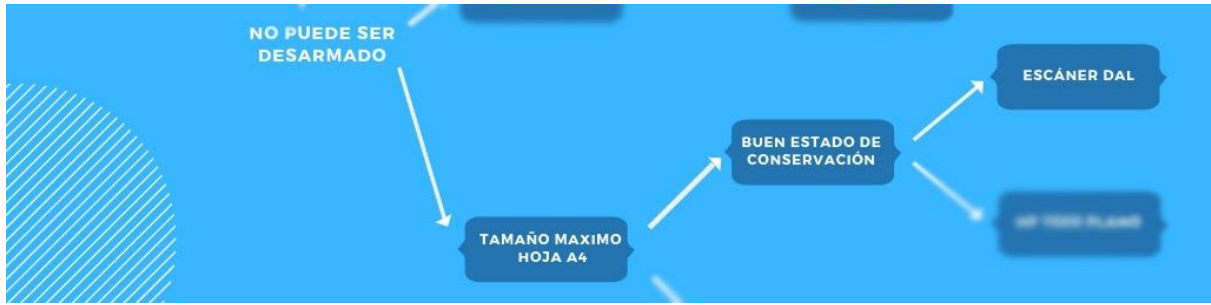 NO PUEDE SER
DESARMADO
ESCÁNER DAL
BUEN ESTADO DE
CONSERVACIÓN
TAMAÑO MAXIMO
HOJA A4